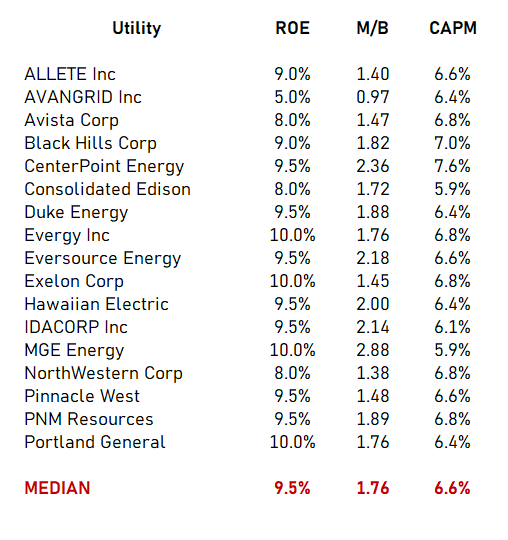 Utility ROE M/B CAPM
ALLETE Inc 9.0% 1.40 6.6%
AVANGRID Inc 5.0% 0.97 6.4%
Avista Corp 8.0% 1.47 6.8%
Black Hills Corp 9.0% 1.82 7.0%
CenterPoint Energy 9.5% 2.36 7.6%
Consolidated Edison 8.0% 1.72 5.9%
Duke Energy 9.5% 1.88 6.4%
Evergy Inc 10.0% 1.76 6.8%
Eversource Energy 9.5% 2.18 6.6%
Exelon Corp 10.0% 1.45 6.8%
Hawaiian Electric 9.5% 2.00 6.4%
IDACORP Inc 9.5% 2.14 6.1%
MGE Energy 10.0% 2.88 5.9%
NorthWestern Corp 8.0% 1.38 6.8%
Pinnacle West 9.5% 1.48 6.6%
PNM Resources 9.5% 1.89 6.8%
Portland General 10.0% 1.76 6.4%
MEDIAN 9.5% 1.76 6.6%